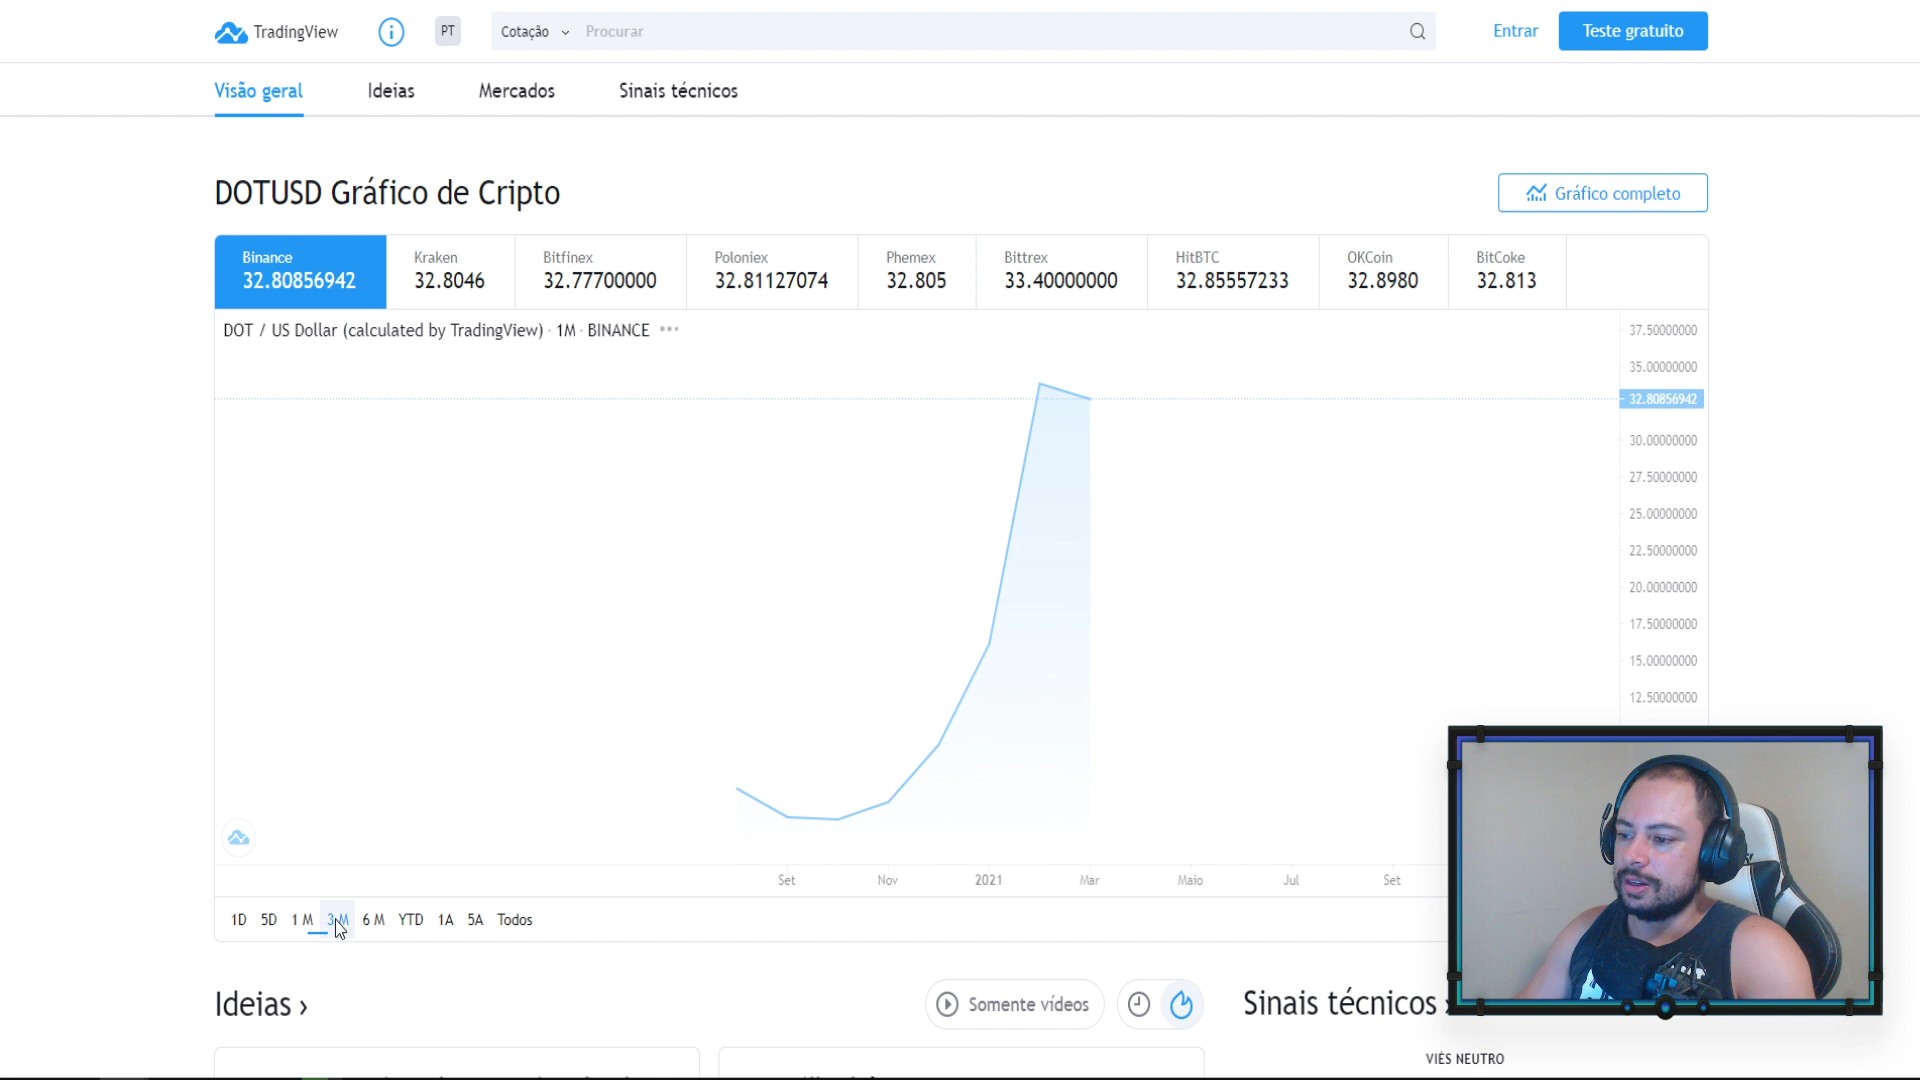 TradingView
PT
Cotação
Procurar
Entrar
Teste gratuito
Visão geral
Ideias
Mercados
Sinais técnicos
DOTUSD Gráfico de Cripto
Gráfico completo
Binance
32.80856942
Kraken
32.8046
Bitfinex
32.77700000
Poloniex
32.81127074
Phemex
32.805
Bittrex
33.40000000
HitBTC
32.85557233
OKCoin
32.8980
BitCoke
32.813
DOT / US Dollar (calculated by TradingView) · 1M · BINANCE
37.50000000
35.00000000
32.80856942
30.00000000
27.50000000
25.00000000
22.50000000
20.00000000
17.50000000
15.00000000
12.50000000
Set
Nov
2021
Mar
Maio
Jul
Set
1D
5D
1 M
3 M
6 M
YTD
1A
5A
Todos
Ideias ›
Somente vídeos
Sinais técnicos ›
VIÉS NEUTRO